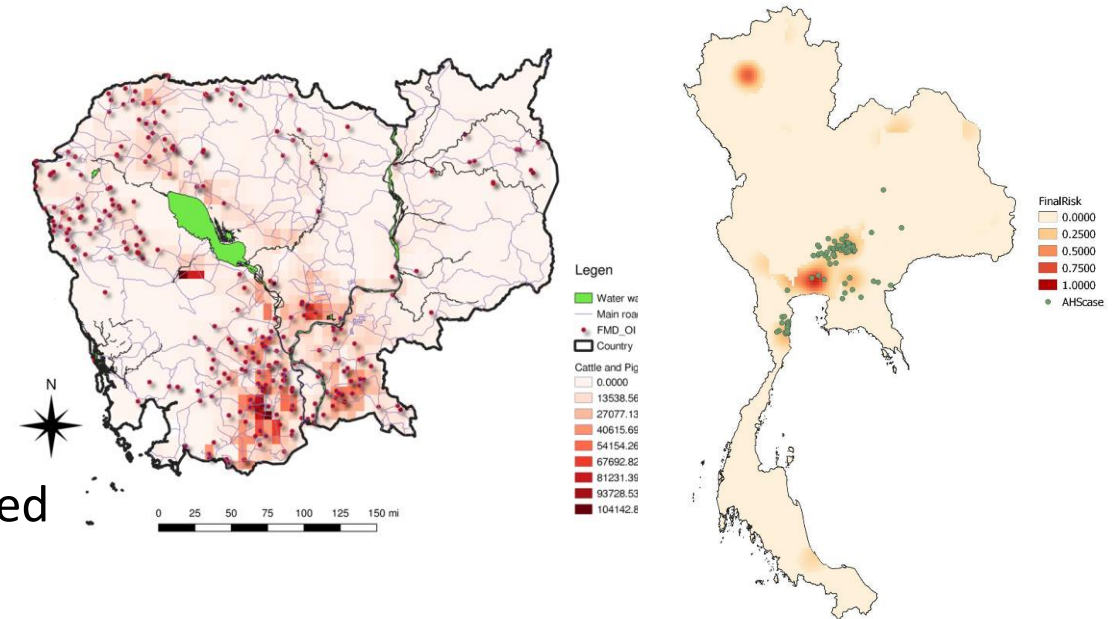 N
ed
0 25 50 75 100 125 150 mi
Legen
Water wa
Main roa
FMD_OI
Country
Cattle and Pig
0.0000
13538.56
27077.13
40615.69
54154.26
67692.82
81231.39
93728.53
104142.8
FinalRisk
0.0000
0.2500
0.5000
0.7500
1.0000
AHScase